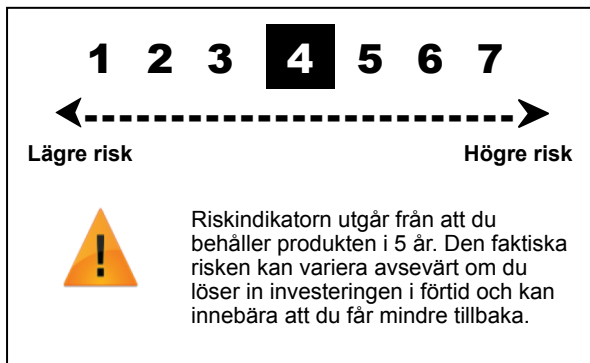 1 2 3 4 5 6 7
Lägre risk Högre risk
!
Riskindikatorn utgår från att du
behåller produkten i 5 år. Den faktiska
risken kan variera avsevärt om du
löser in investeringen i förtid och kan
innebära att du får mindre tillbaka.